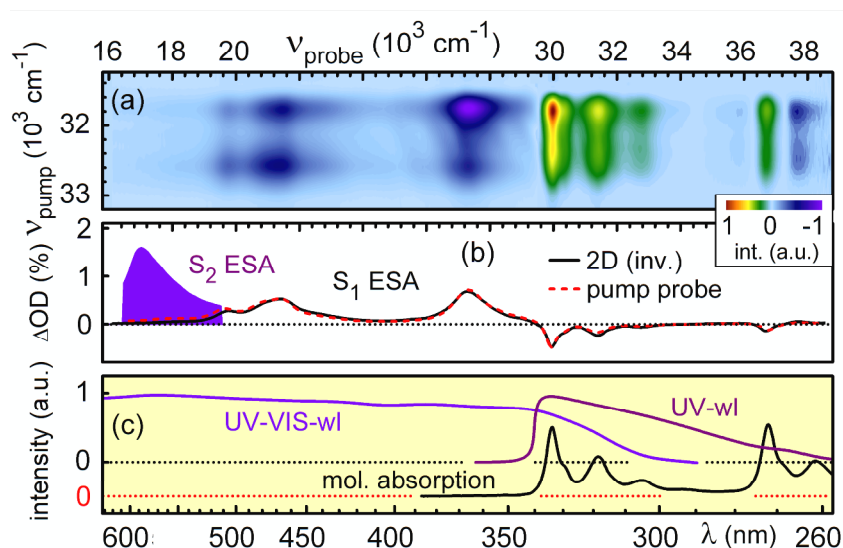 16 18 20 22 24 26 28 30 32 34 36 38
ν_probe (10³ cm⁻¹)
(a)
ν_pump (10³ cm⁻¹)
32
33
1 0 -1
int. (a.u.)
ΔOD (%)
2
1
0
S₂ ESA
S₁ ESA
(b)
2D (inv.)
pump probe
intensity (a.u.)
1
0
0
(c)
UV-VIS-wl
UV-wl
mol. absorption
600 500 450 400 350 300 λ (nm) 260